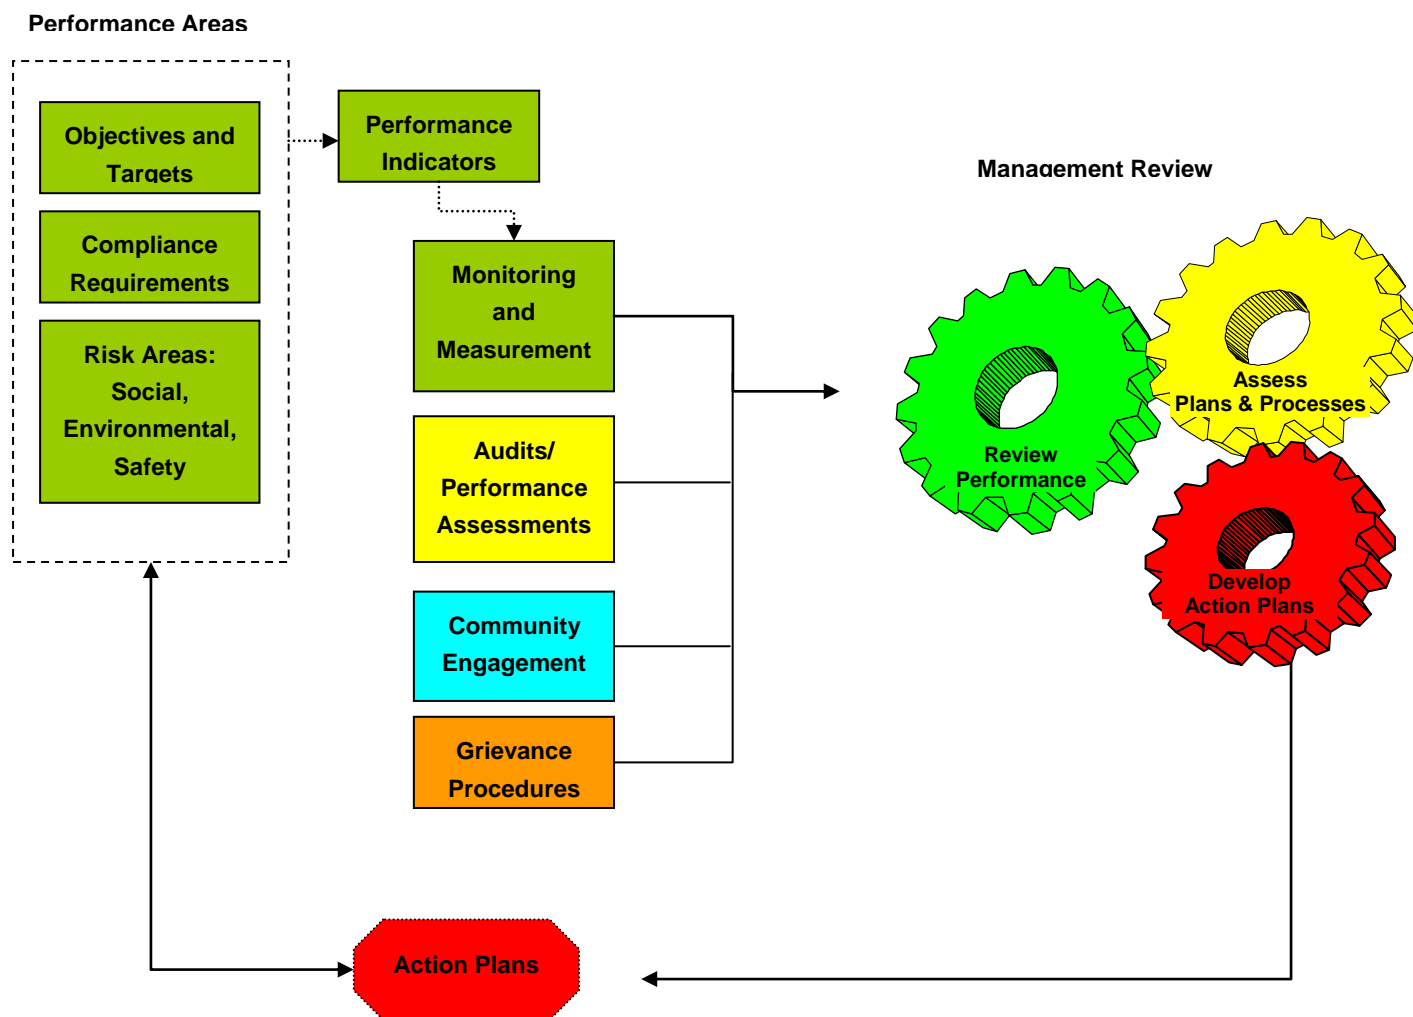 Performance Areas
Objectives and
Targets
Compliance
Requirements
Risk Areas:
Social,
Environmental,
Safety
Performance
Indicators
Monitoring
and
Measurement
Audits/
Performance
Assessments
Community
Engagement
Grievance
Procedures
Management Review
Review
Performance
Assess
Plans & Processes
Develop
Action Plans
Action Plans